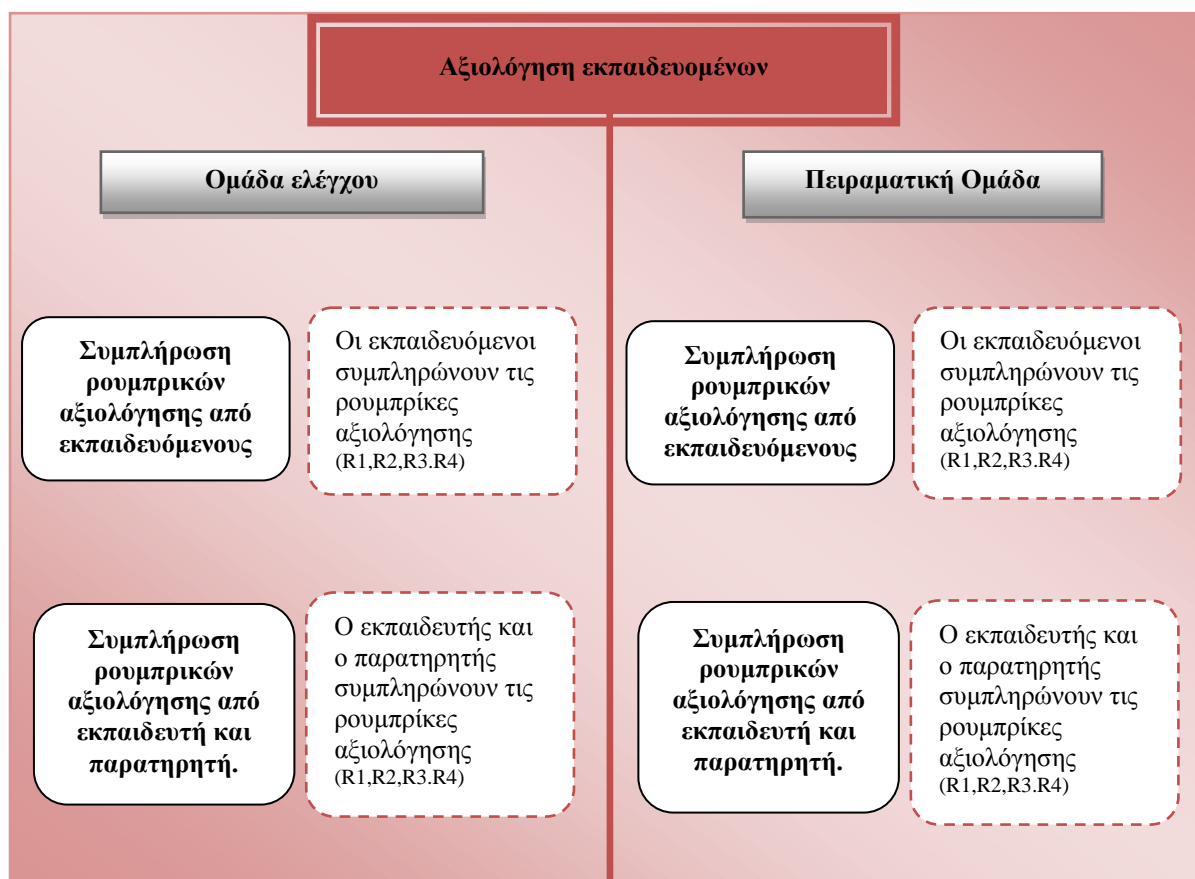 Αξιολόγηση εκπαιδευομένων
Ομάδα ελέγχου
Πειραματική Ομάδα
Συμπλήρωση
ρουμπρικών
αξιολόγησης από
εκπαιδευόμενους
Οι εκπαιδευόμενοι
συμπληρώνουν τις
ρουμπρίκες
αξιολόγησης
(R1,R2,R3.R4)
Συμπλήρωση
ρουμπρικών
αξιολόγησης από
εκπαιδευόμενους
Οι εκπαιδευόμενοι
συμπληρώνουν τις
ρουμπρίκες
αξιολόγησης
(R1,R2,R3.R4)
Συμπλήρωση
ρουμπρικών
αξιολόγησης από
εκπαιδευτή και
παρατηρητή.
Ο εκπαιδευτής και
ο παρατηρητής
συμπληρώνουν τις
ρουμπρίκες
αξιολόγησης
(R1,R2,R3.R4)
Συμπλήρωση
ρουμπρικών
αξιολόγησης από
εκπαιδευτή και
παρατηρητή.
Ο εκπαιδευτής και
ο παρατηρητής
συμπληρώνουν τις
ρουμπρίκες
αξιολόγησης
(R1,R2,R3.R4)